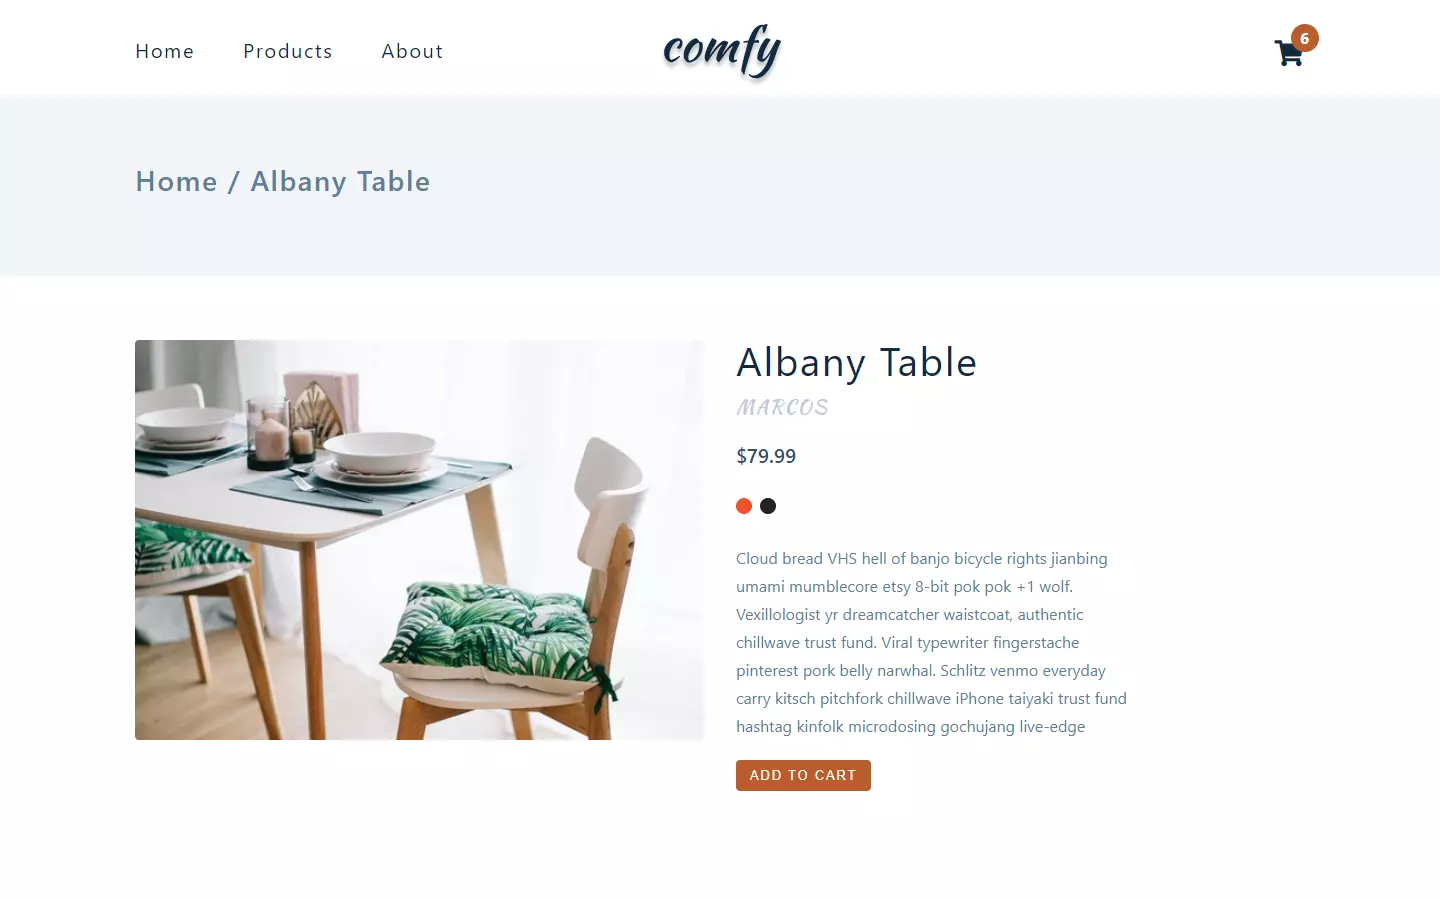 Home Products About comfy 6
Home / Albany Table
Albany Table
MARCOS
$79.99
Cloud bread VHS hell of banjo bicycle rights jianbing
umami mumblecore etsy 8-bit pok pok +1 wolf.
Vexillologist yr dreamcatcher waistcoat, authentic
chillwave trust fund. Viral typewriter fingerstache
pinterest pork belly narwhal. Schlitz venmo everyday
carry kitsch pitchfork chillwave iPhone taiyaki trust fund
hashtag kinfolk microdosing gochujang live-edge
ADD TO CART